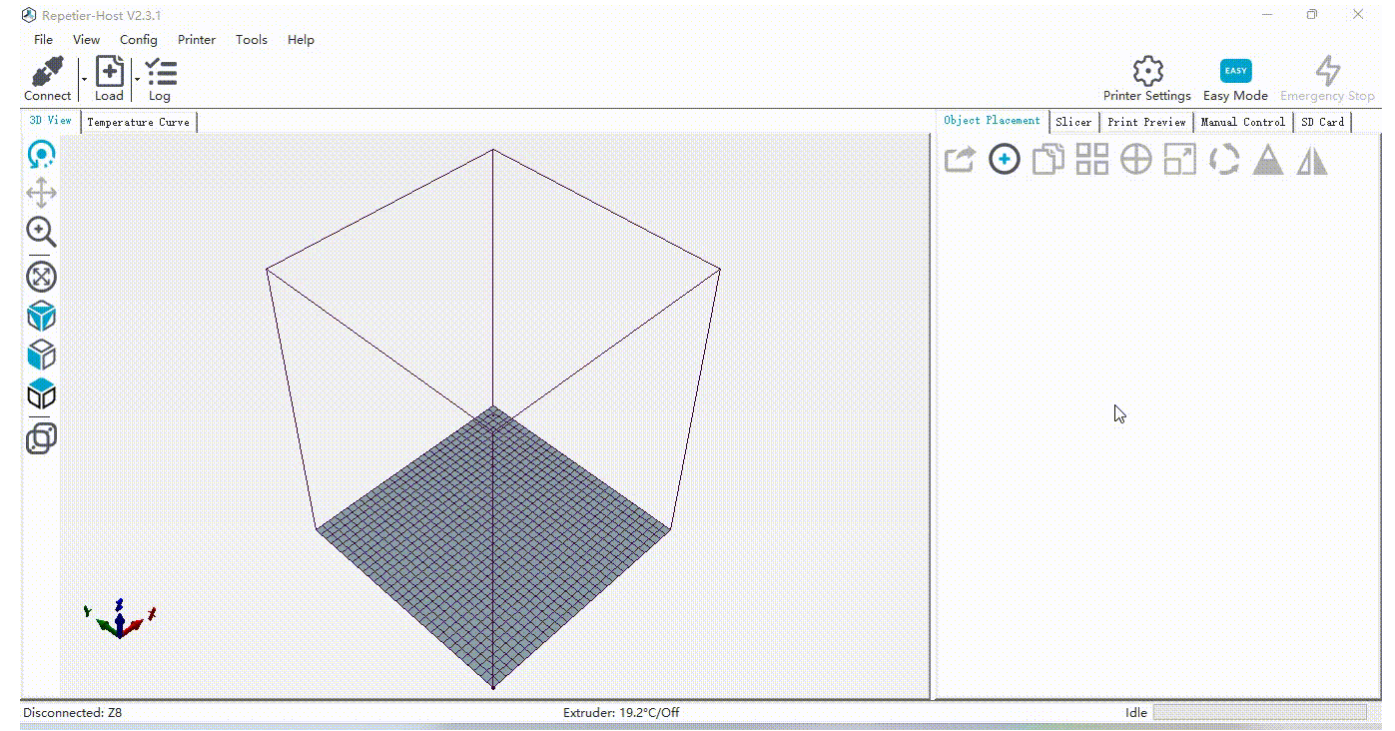 Repetier-Host V2.3.1
File View Config Printer Tools Help
Connect Load Log Printer Settings EASY Easy Mode Emergency Stop
3D View Temperature Curve Object Placement Slicer Print Preview Manual Control SD Card
Y Z X
Disconnected: Z8 Extruder: 19.2°C/Off Idle